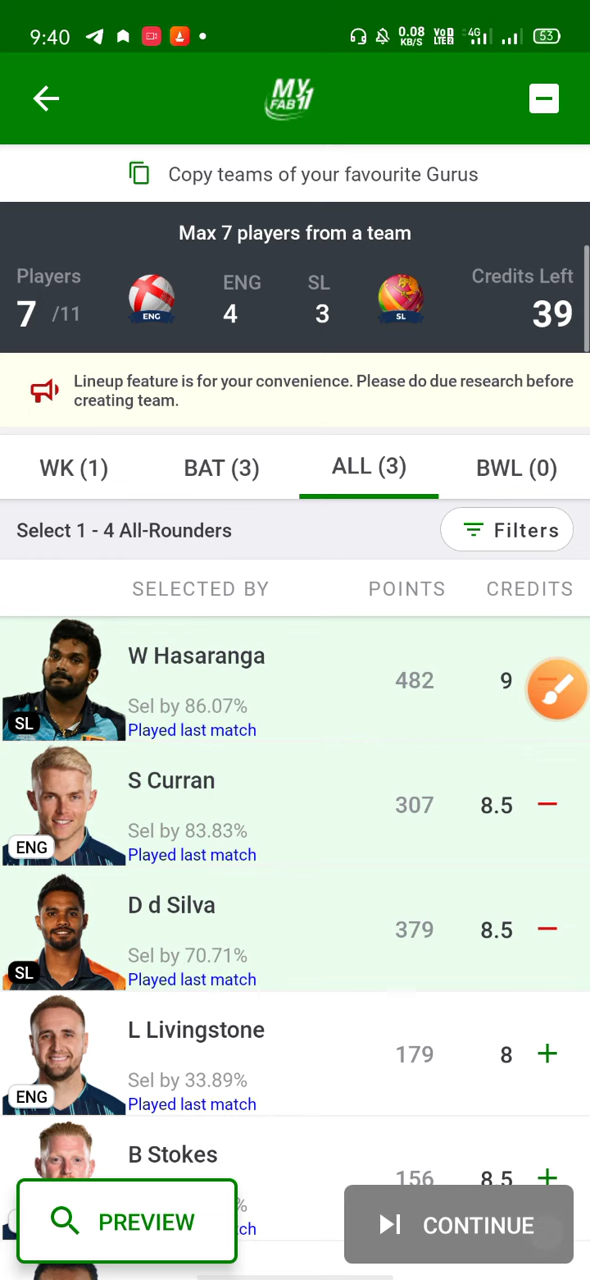 9:40
0.08
KB/S
VoD
LTE2
4G
53
MY
FAB11
Copy teams of your favourite Gurus
Max 7 players from a team
Players
7 /11
ENG
ENG
4
SL
3
SL
Credits Left
39
Lineup feature is for your convenience. Please do due research before
creating team.
WK (1)
BAT (3)
ALL (3)
BWL (0)
Select 1 - 4 All-Rounders
Filters
SELECTED BY
POINTS
CREDITS
W Hasaranga
482
9
Sel by 86.07%
SL
Played last match
S Curran
307
8.5
Sel by 83.83%
ENG
Played last match
D d Silva
379
8.5
Sel by 70.71%
SL
Played last match
L Livingstone
179
8
Sel by 33.89%
ENG
Played last match
B Stokes
156
8.5
PREVIEW
CONTINUE